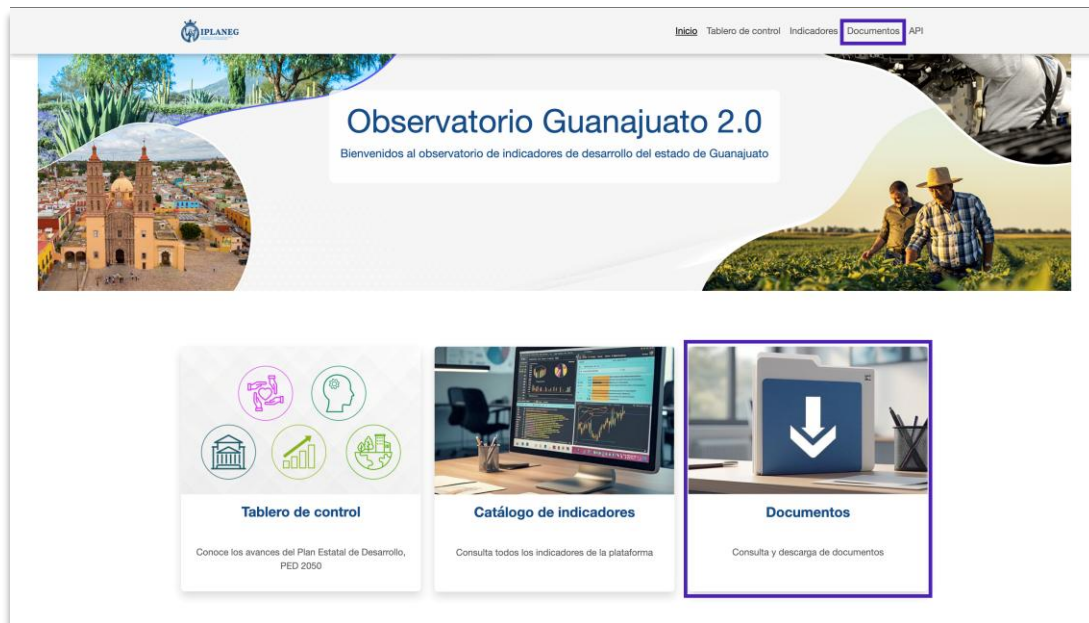 IPLANEG
Inicio Tablero de control Indicadores Documentos API
Observatorio Guanajuato 2.0
Bienvenidos al observatorio de indicadores de desarrollo del estado de Guanajuato
Tablero de control
Conoce los avances del Plan Estatal de Desarrollo,
PED 2050
Catálogo de indicadores
Consulta todos los indicadores de la plataforma
Documentos
Consulta y descarga de documentos